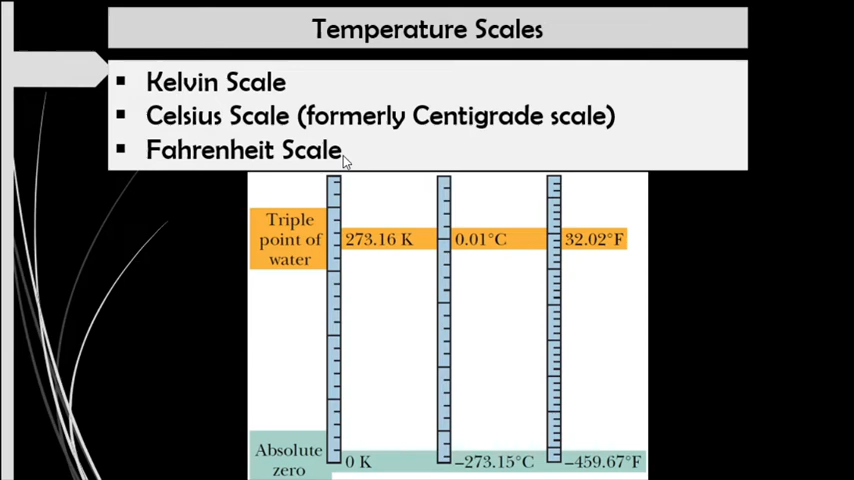 Temperature Scales
▪ Kelvin Scale
▪ Celsius Scale (formerly Centigrade scale)
▪ Fahrenheit Scale
Triple
point of
water
273.16 K
0.01°C
32.02°F
Absolute
zero
0 K
–273.15°C
–459.67°F